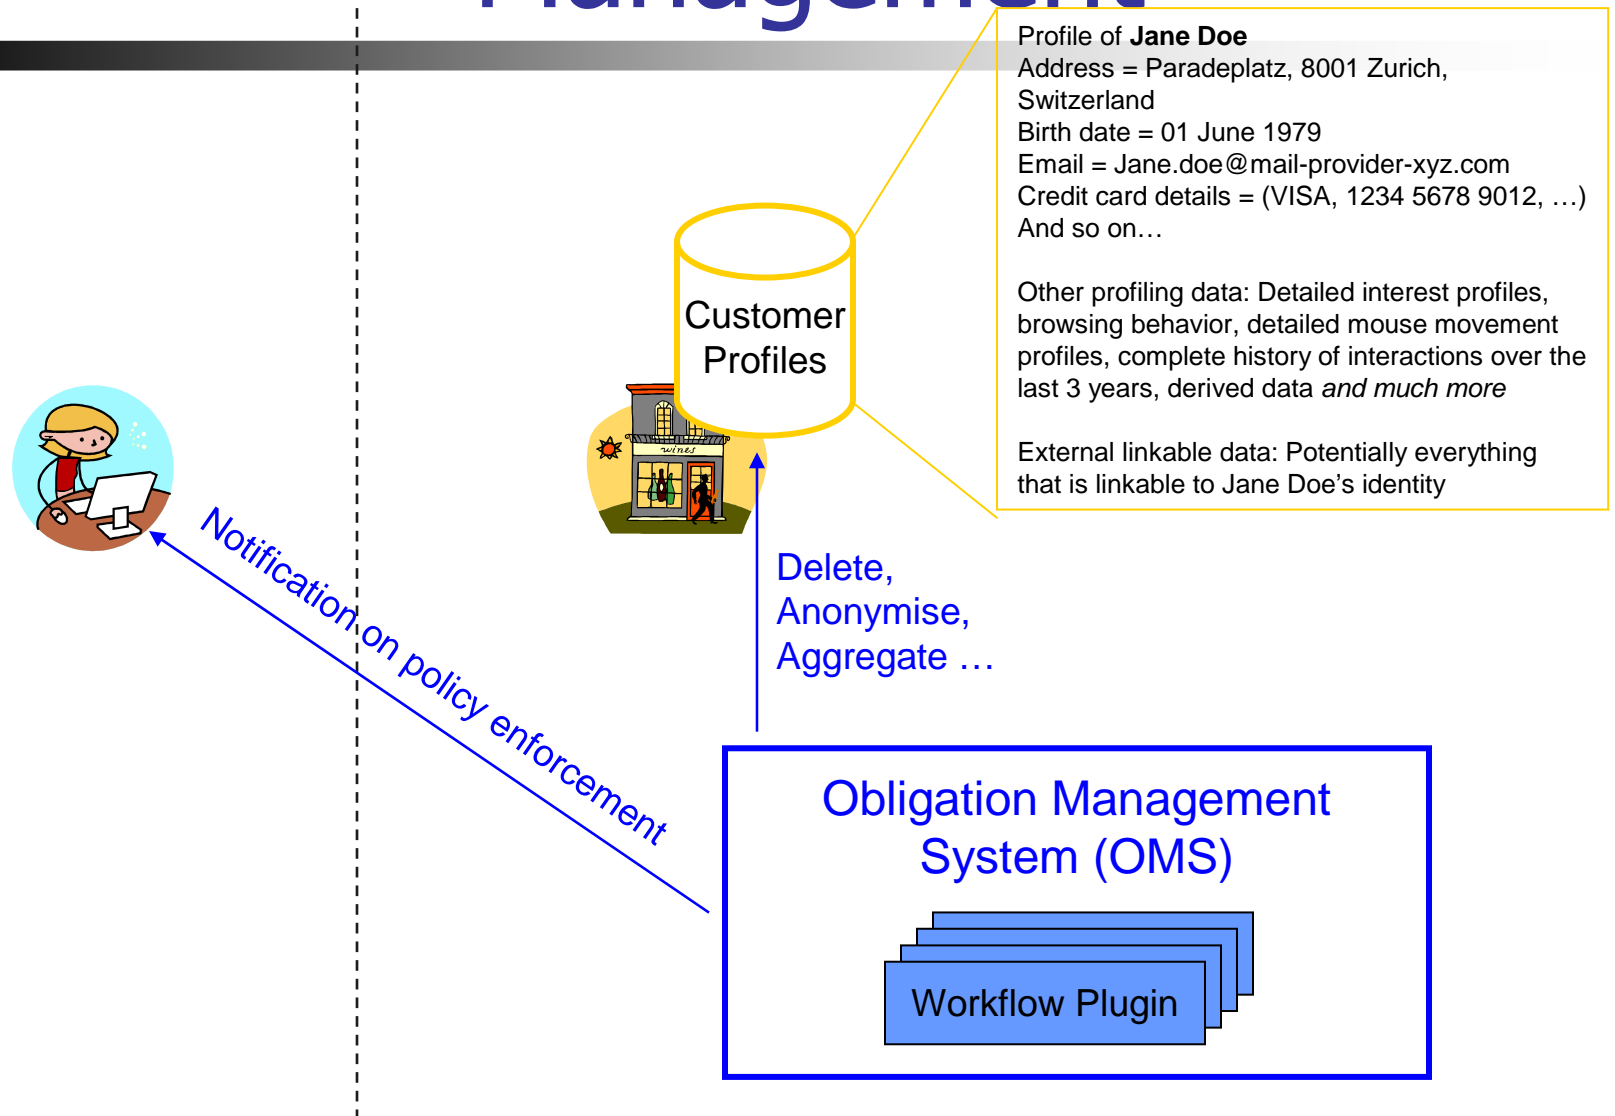 Management
Profile of Jane Doe
Address = Paradeplatz, 8001 Zurich,
Switzerland
Birth date = 01 June 1979
Email = Jane.doe@mail-provider-xyz.com
Credit card details = (VISA, 1234 5678 9012, …)
And so on…
Other profiling data: Detailed interest profiles,
browsing behavior, detailed mouse movement
profiles, complete history of interactions over the
last 3 years, derived data and much more
External linkable data: Potentially everything
that is linkable to Jane Doe’s identity
Customer
Profiles
wines
Notification on policy enforcement
Delete,
Anonymise,
Aggregate …
Obligation Management
System (OMS)
Workflow Plugin